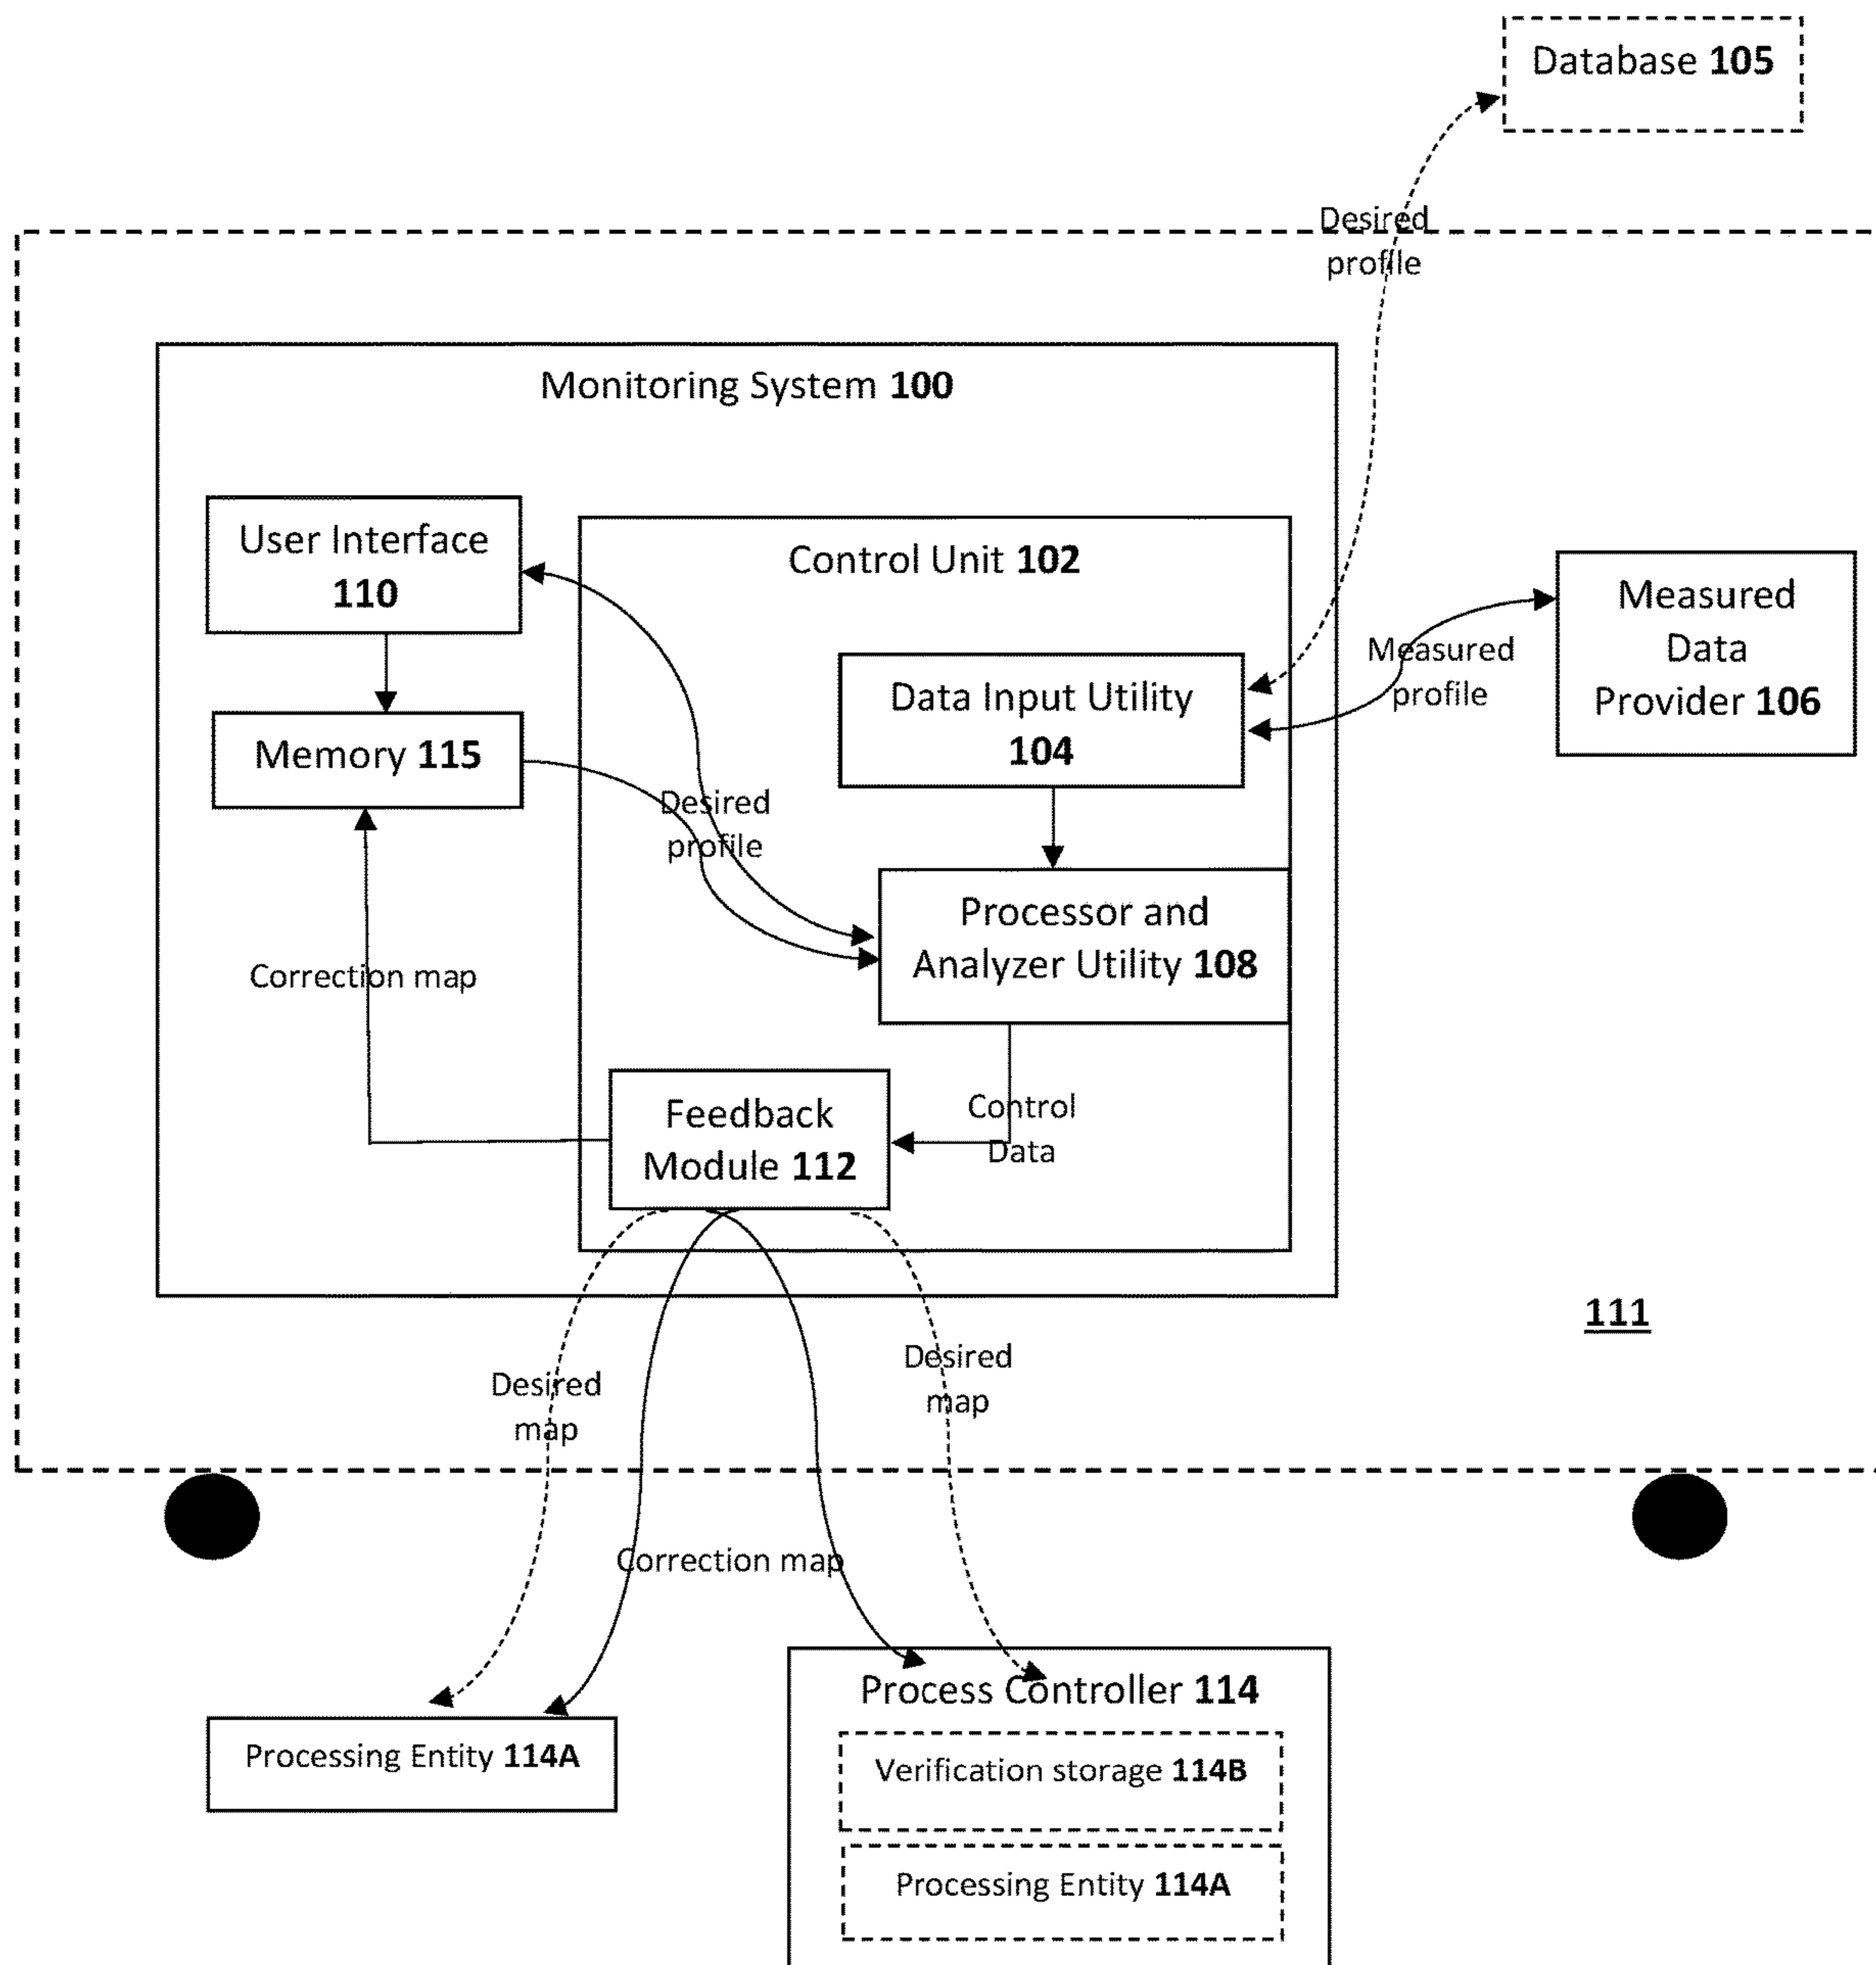 Database 105
Desired
profile
Monitoring System 100
User Interface
110
Control Unit 102
Measured
Data
Provider 106
Measured
profile
Data Input Utility
104
Memory 115
Desired
profile
Processor and
Analyzer Utility 108
Correction map
Feedback
Module 112
Control
Data
111
Desired
map
Desired
map
Correction map
Process Controller 114
Processing Entity 114A
Verification storage 114B
Processing Entity 114A